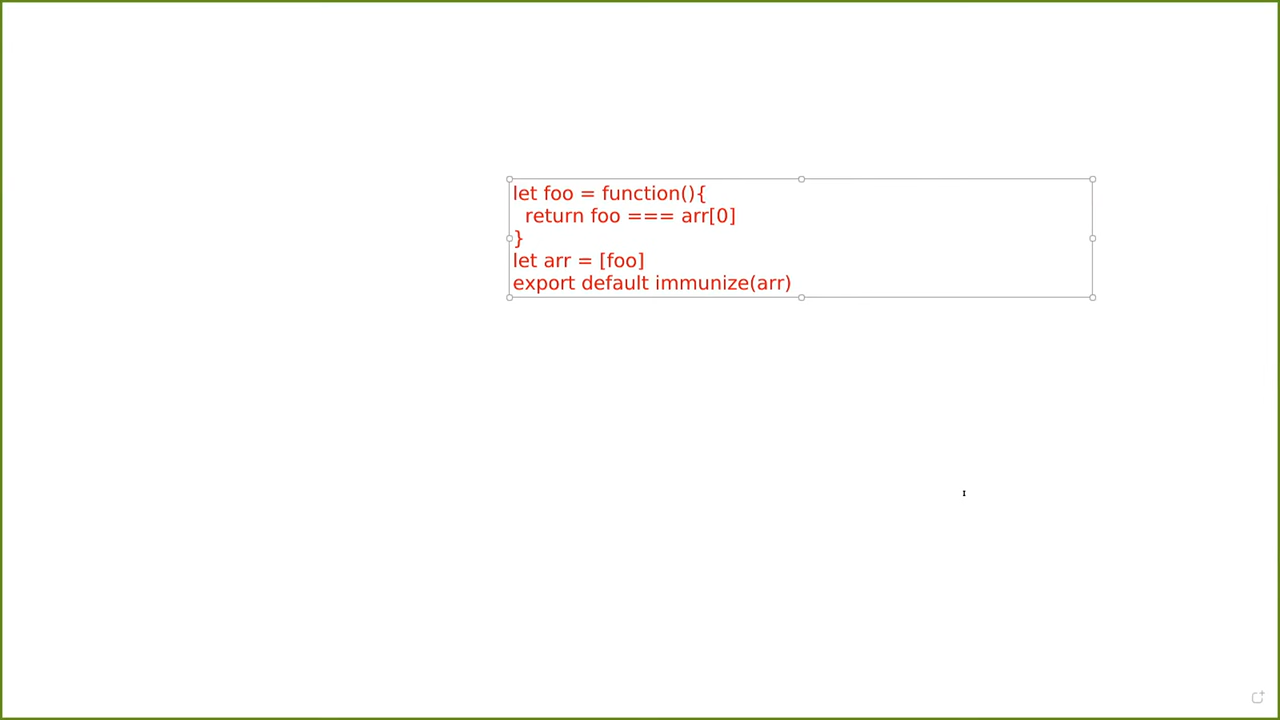 let foo = function(){
  return foo === arr[0]
}
let arr = [foo]
export default immunize(arr)